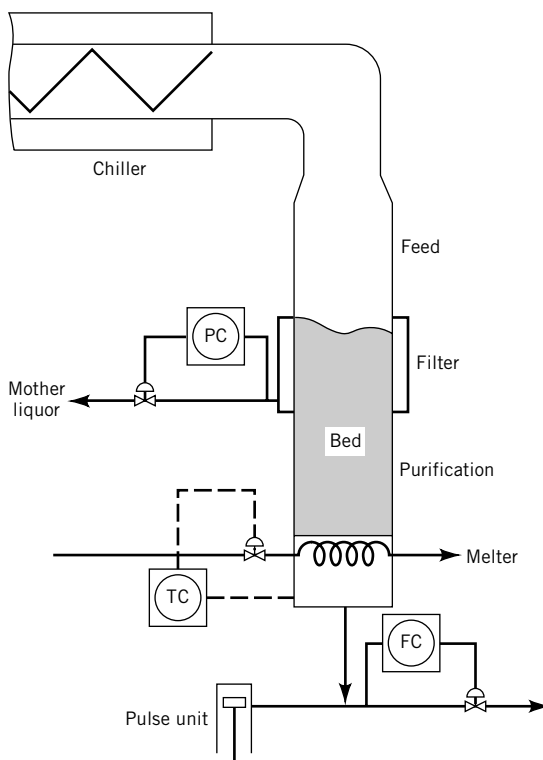 Chiller
Feed
PC
Filter
Mother
liquor
Bed
Purification
Melter
TC
FC
Pulse unit